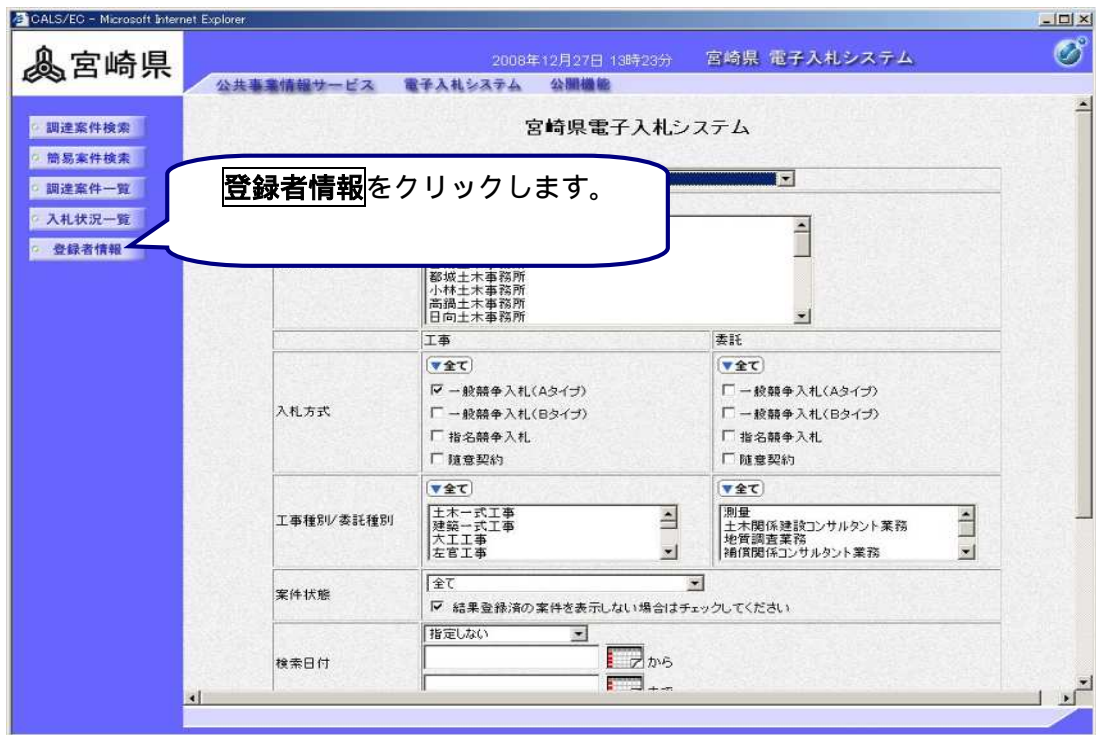 CALS/EC - Microsoft Internet Explorer
宮崎県
2008年12月27日 13時23分
宮崎県 電子入札システム
公共事業情報サービス
電子入札システム
公開機能
調達案件検索
簡易案件検索
調達案件一覧
入札状況一覧
登録者情報
宮崎県電子入札システム
登録者情報をクリックします。
都城土木事務所
小林土木事務所
高鍋土木事務所
日向土木事務所
工事
委託
入札方式
▼全て
一般競争入札(Aタイプ)
一般競争入札(Bタイプ)
指名競争入札
随意契約
▼全て
一般競争入札(Aタイプ)
一般競争入札(Bタイプ)
指名競争入札
随意契約
工事種別/委託種別
▼全て
土木一式工事
建築一式工事
大工工事
左官工事
▼全て
測量
土木関係建設コンサルタント業務
地質調査業務
補償関係コンサルタント業務
案件状態
全て
結果登録済の案件を表示しない場合はチェックしてください
検索日付
指定しない
から